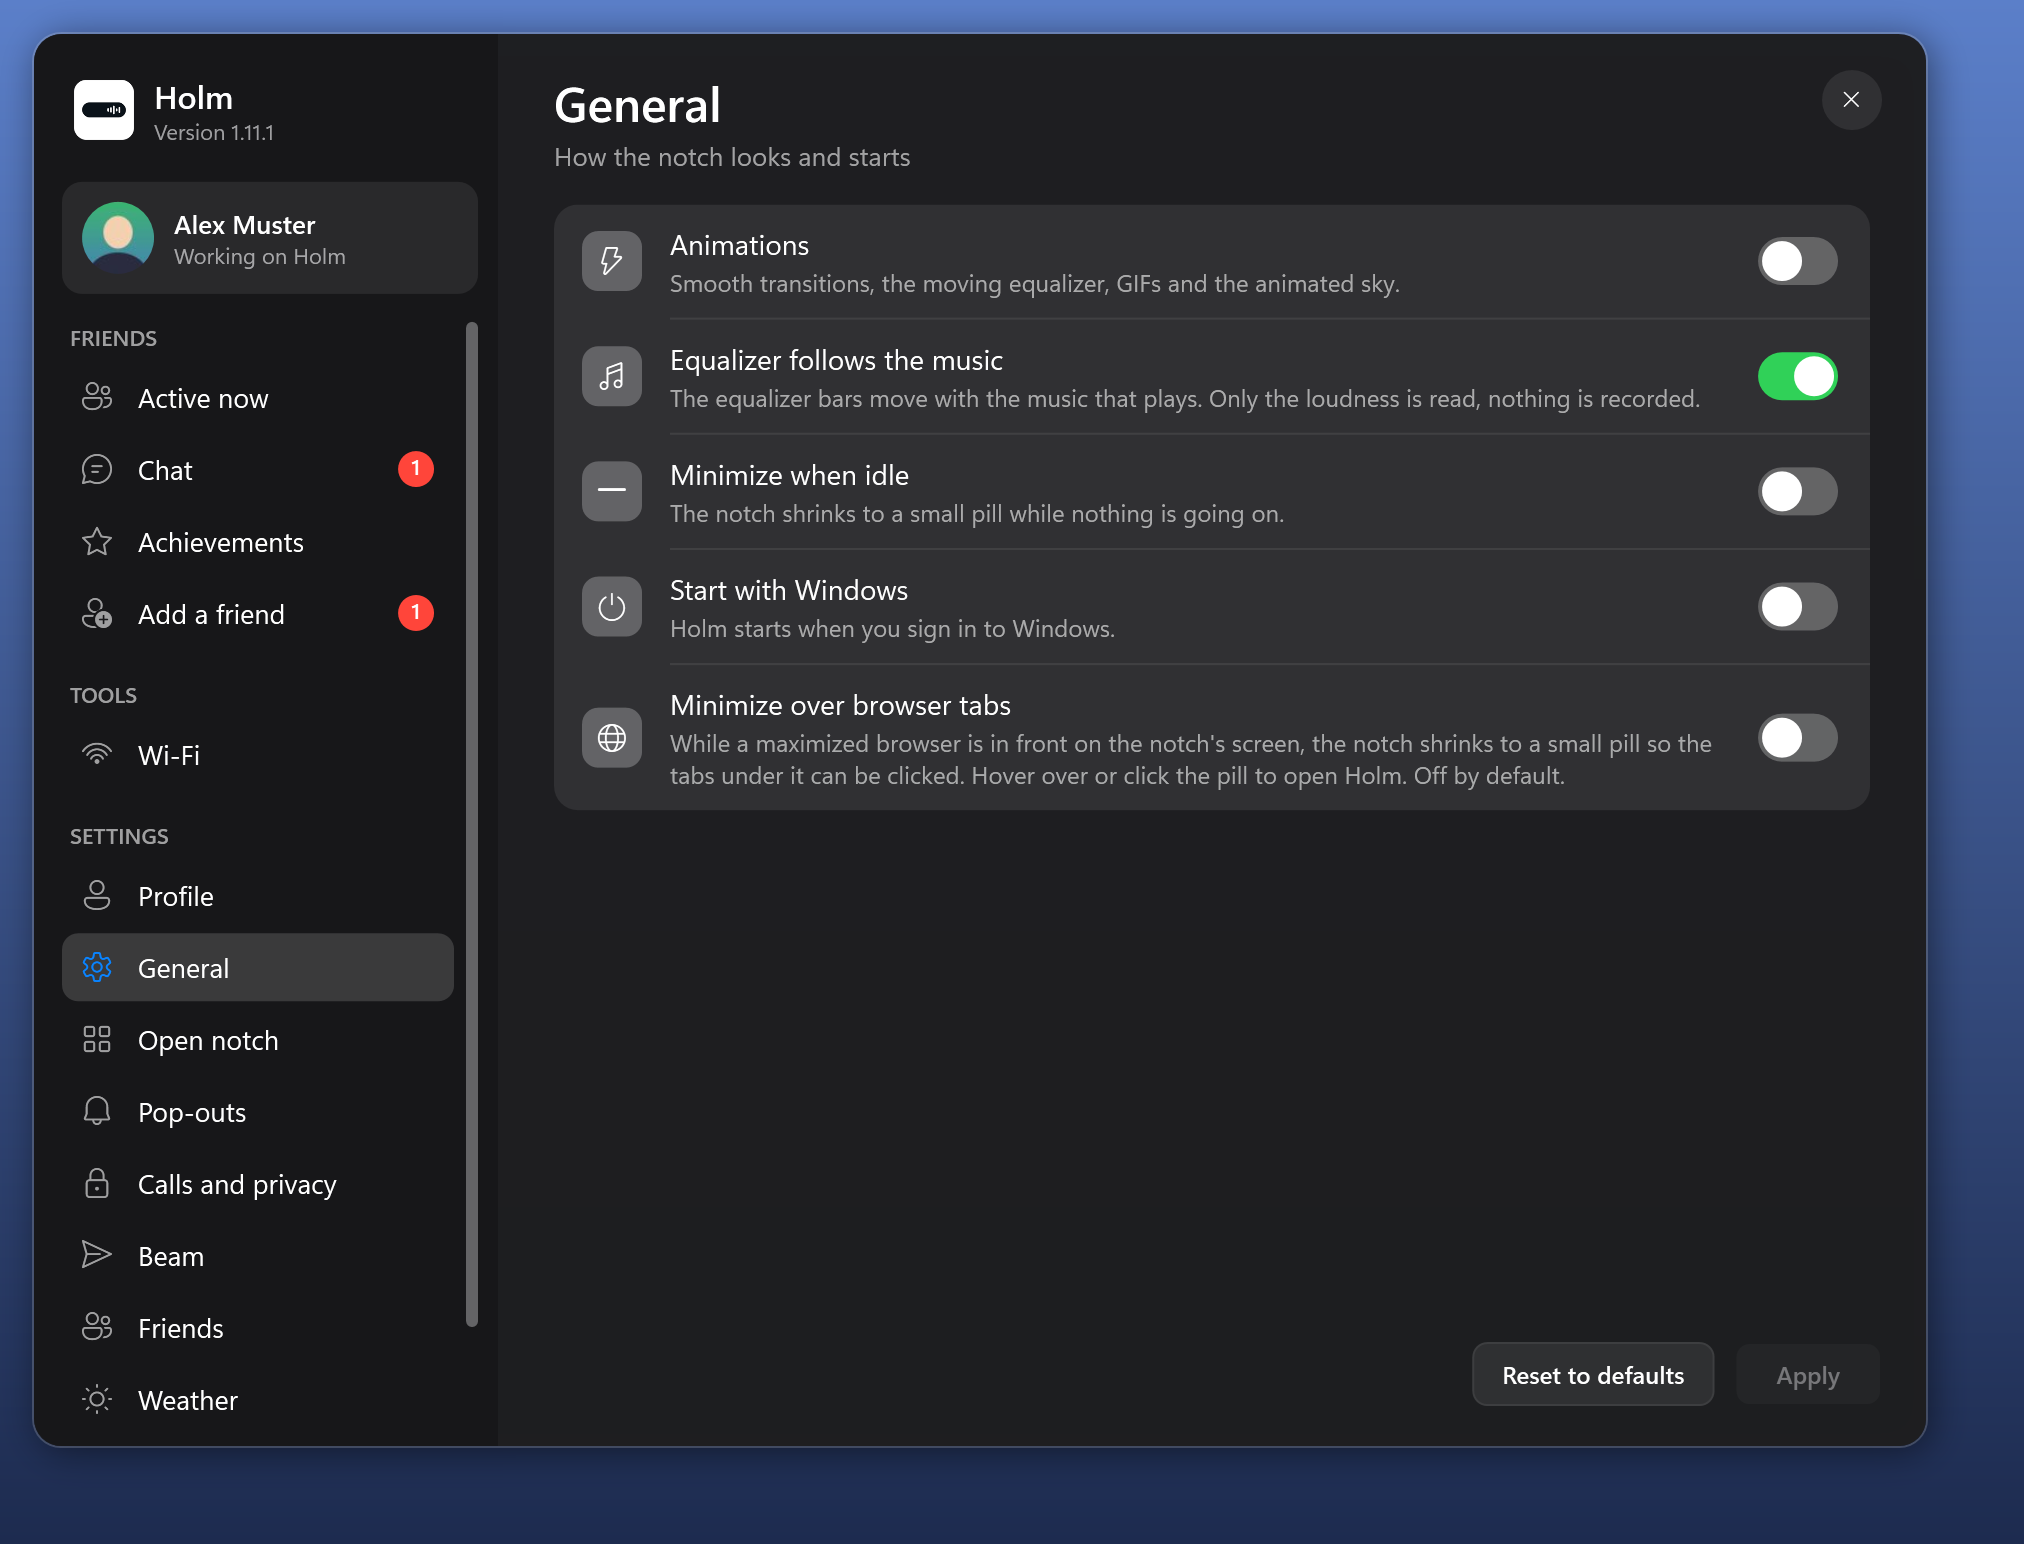 Holm
Version 1.11.1
Alex Muster
Working on Holm
FRIENDS
Active now
Chat
1
Achievements
Add a friend
1
TOOLS
Wi-Fi
SETTINGS
Profile
General
Open notch
Pop-outs
Calls and privacy
Beam
Friends
Weather
General
How the notch looks and starts
Animations
Smooth transitions, the moving equalizer, GIFs and the animated sky.
Equalizer follows the music
The equalizer bars move with the music that plays. Only the loudness is read, nothing is recorded.
Minimize when idle
The notch shrinks to a small pill while nothing is going on.
Start with Windows
Holm starts when you sign in to Windows.
Minimize over browser tabs
While a maximized browser is in front on the notch's screen, the notch shrinks to a small pill so the
tabs under it can be clicked. Hover over or click the pill to open Holm. Off by default.
Reset to defaults
Apply